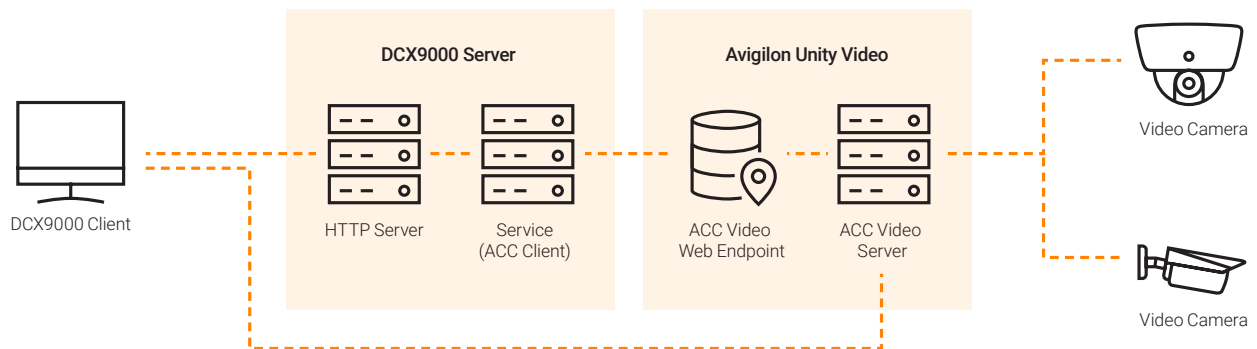 DCX9000 Server
Avigilon Unity Video
DCX9000 Client
HTTP Server
Service
(ACC Client)
ACC Video
Web Endpoint
ACC Video
Server
Video Camera
Video Camera